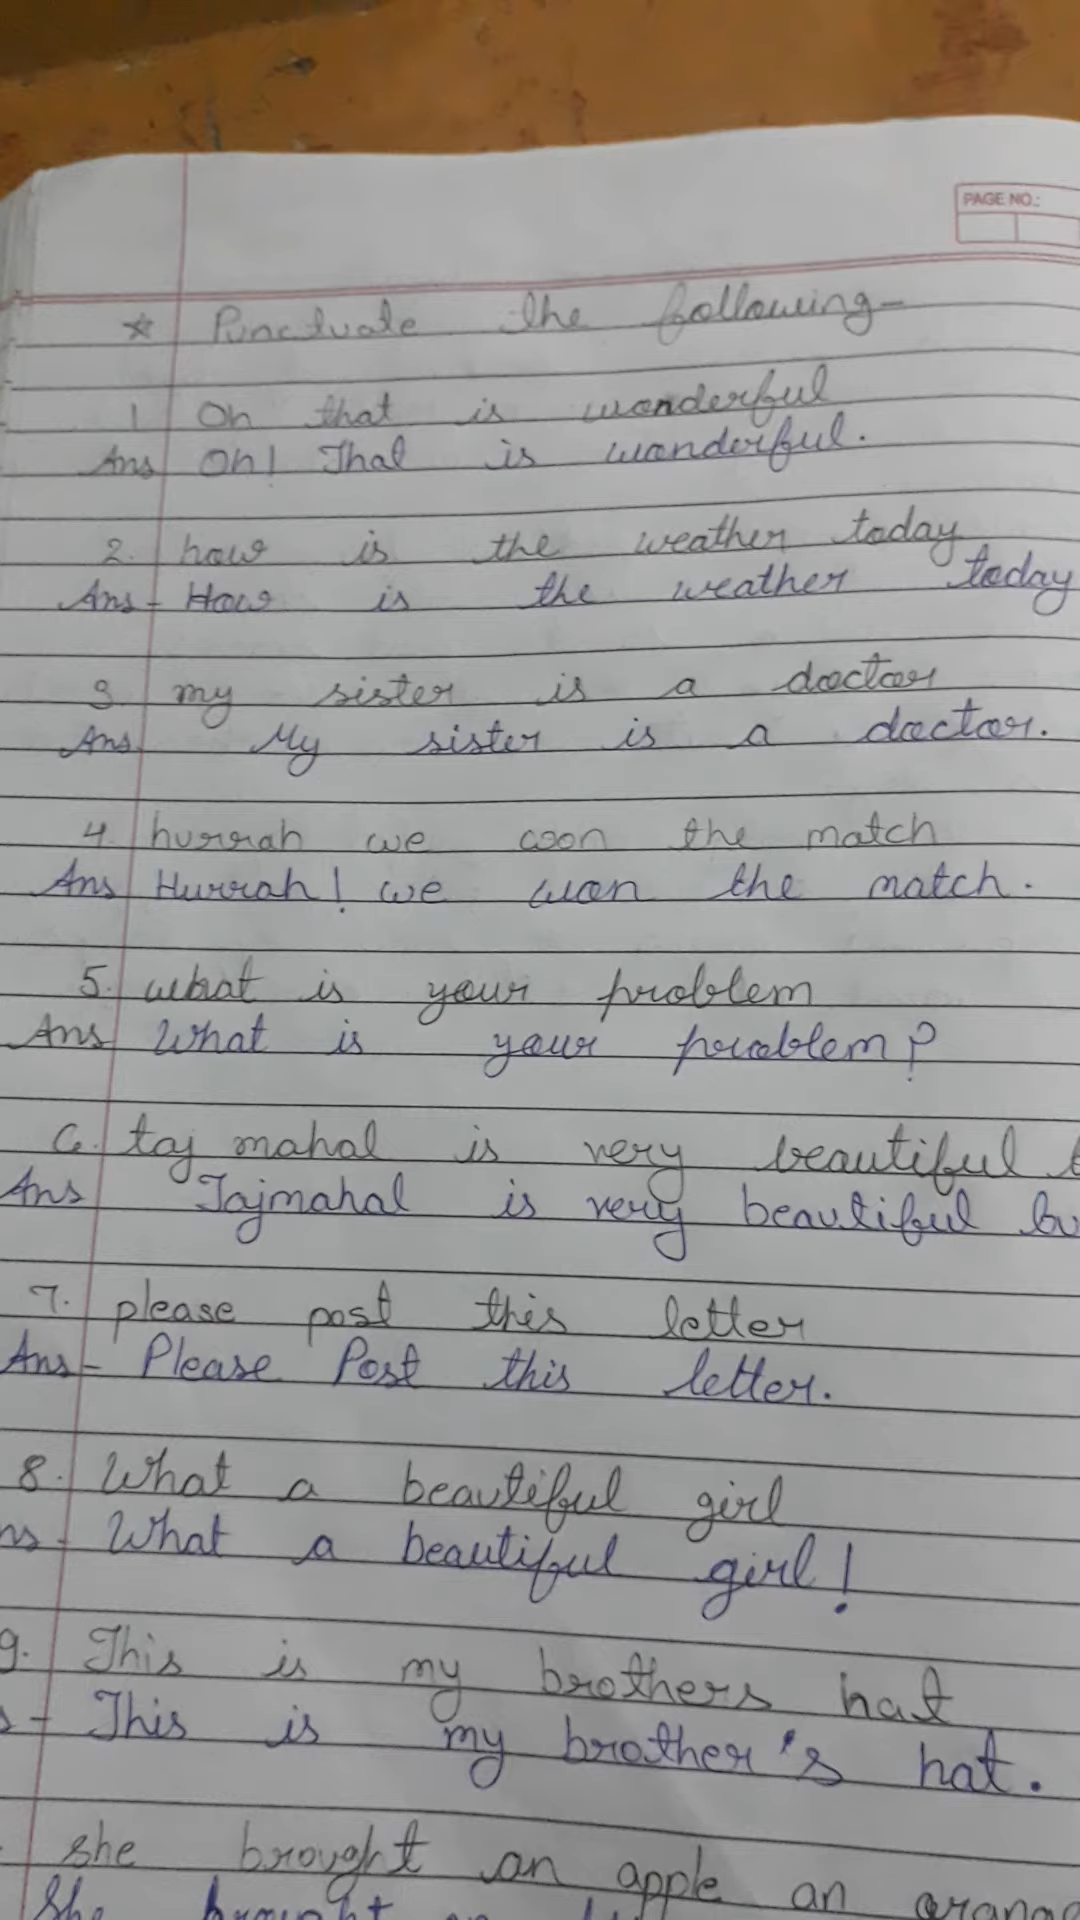 PAGE NO.:
* Punctuate the following-
1 Oh that is wonderful
Ans Oh! That is wonderful.
2. how is the weather today
Ans- How is the weather today
3. my sister is a doctor
Ans. My sister is a doctor.
4. hurrah we won the match
Ans Hurrah! we won the match.
5. what is your problem
Ans What is your problem?
6. taj mahal is very beautiful
Ans Tajmahal is very beautiful
7. please post this letter
Ans- Please Post this letter.
8. What a beautiful girl
ns- What a beautiful girl!
9. This is my brothers hat
s- This is my brother's hat.
she brought an apple an
She brought an